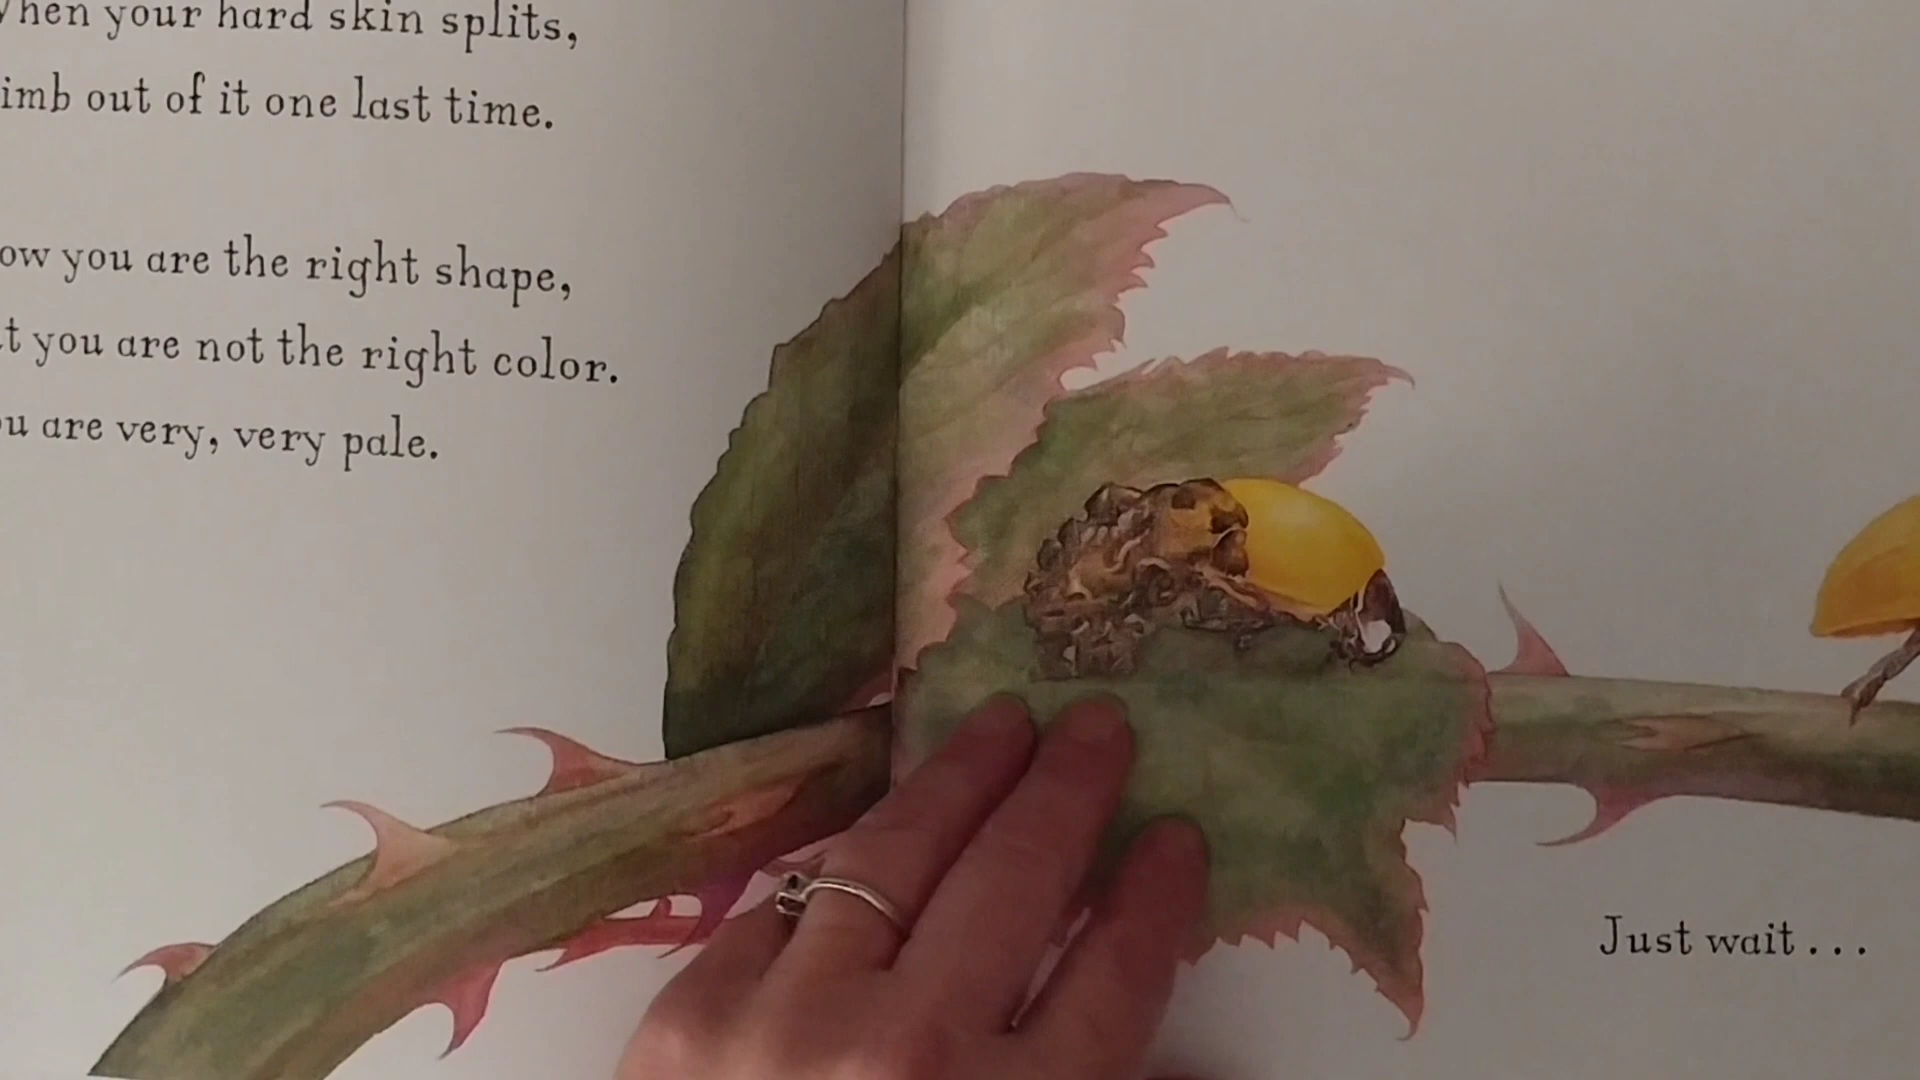 When your hard skin splits,
imb out of it one last time.
ow you are the right shape,
t you are not the right color.
u are very, very pale.
Just wait . . .